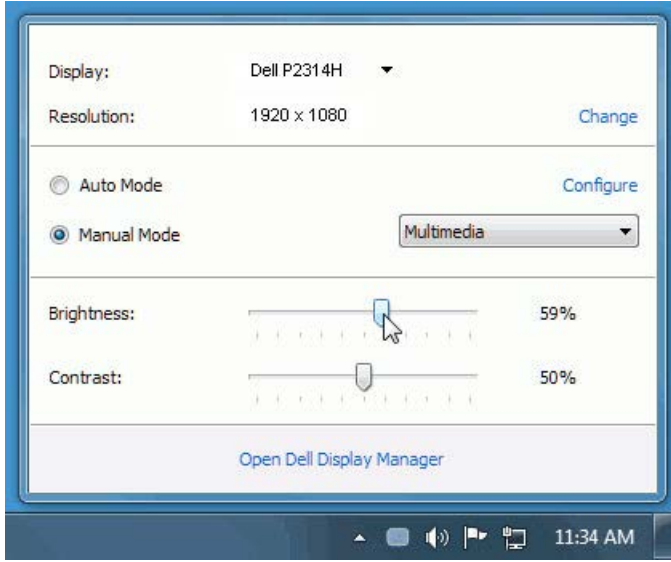 Display: Dell P2314H
Resolution: 1920 x 1080 Change
Auto Mode Configure
Manual Mode Multimedia
Brightness: 59%
Contrast: 50%
Open Dell Display Manager
11:34 AM